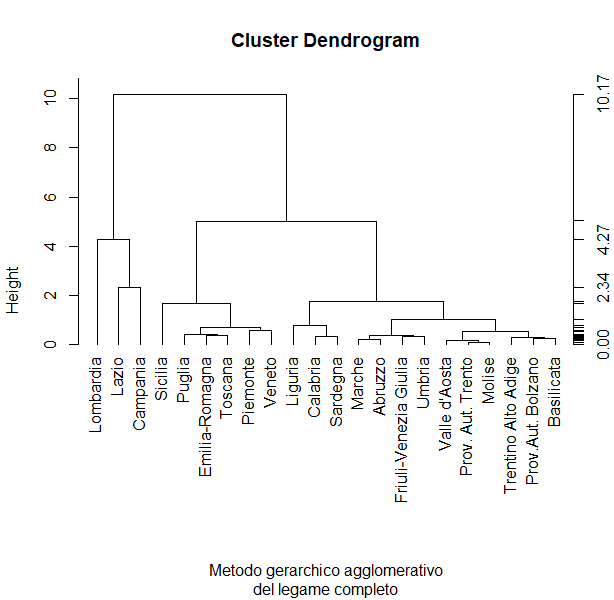 Cluster Dendrogram
Height
0
2
4
6
8
10
0.00
2.34
4.27
10.17
Lombardia
Lazio
Campania
Sicilia
Puglia
Emilia-Romagna
Toscana
Piemonte
Veneto
Liguria
Calabria
Sardegna
Marche
Abruzzo
Friuli-Venezia Giulia
Umbria
Valle d'Aosta
Prov. Aut. Trento
Molise
Trentino Alto Adige
Prov. Aut. Bolzano
Basilicata
Metodo gerarchico agglomerativo
del legame completo